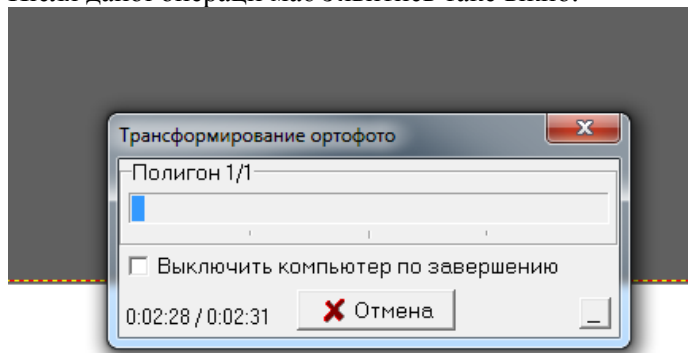 Трансформирование ортофото
Полигон 1/1
Выключить компьютер по завершению
0:02:28 / 0:02:31
Отмена